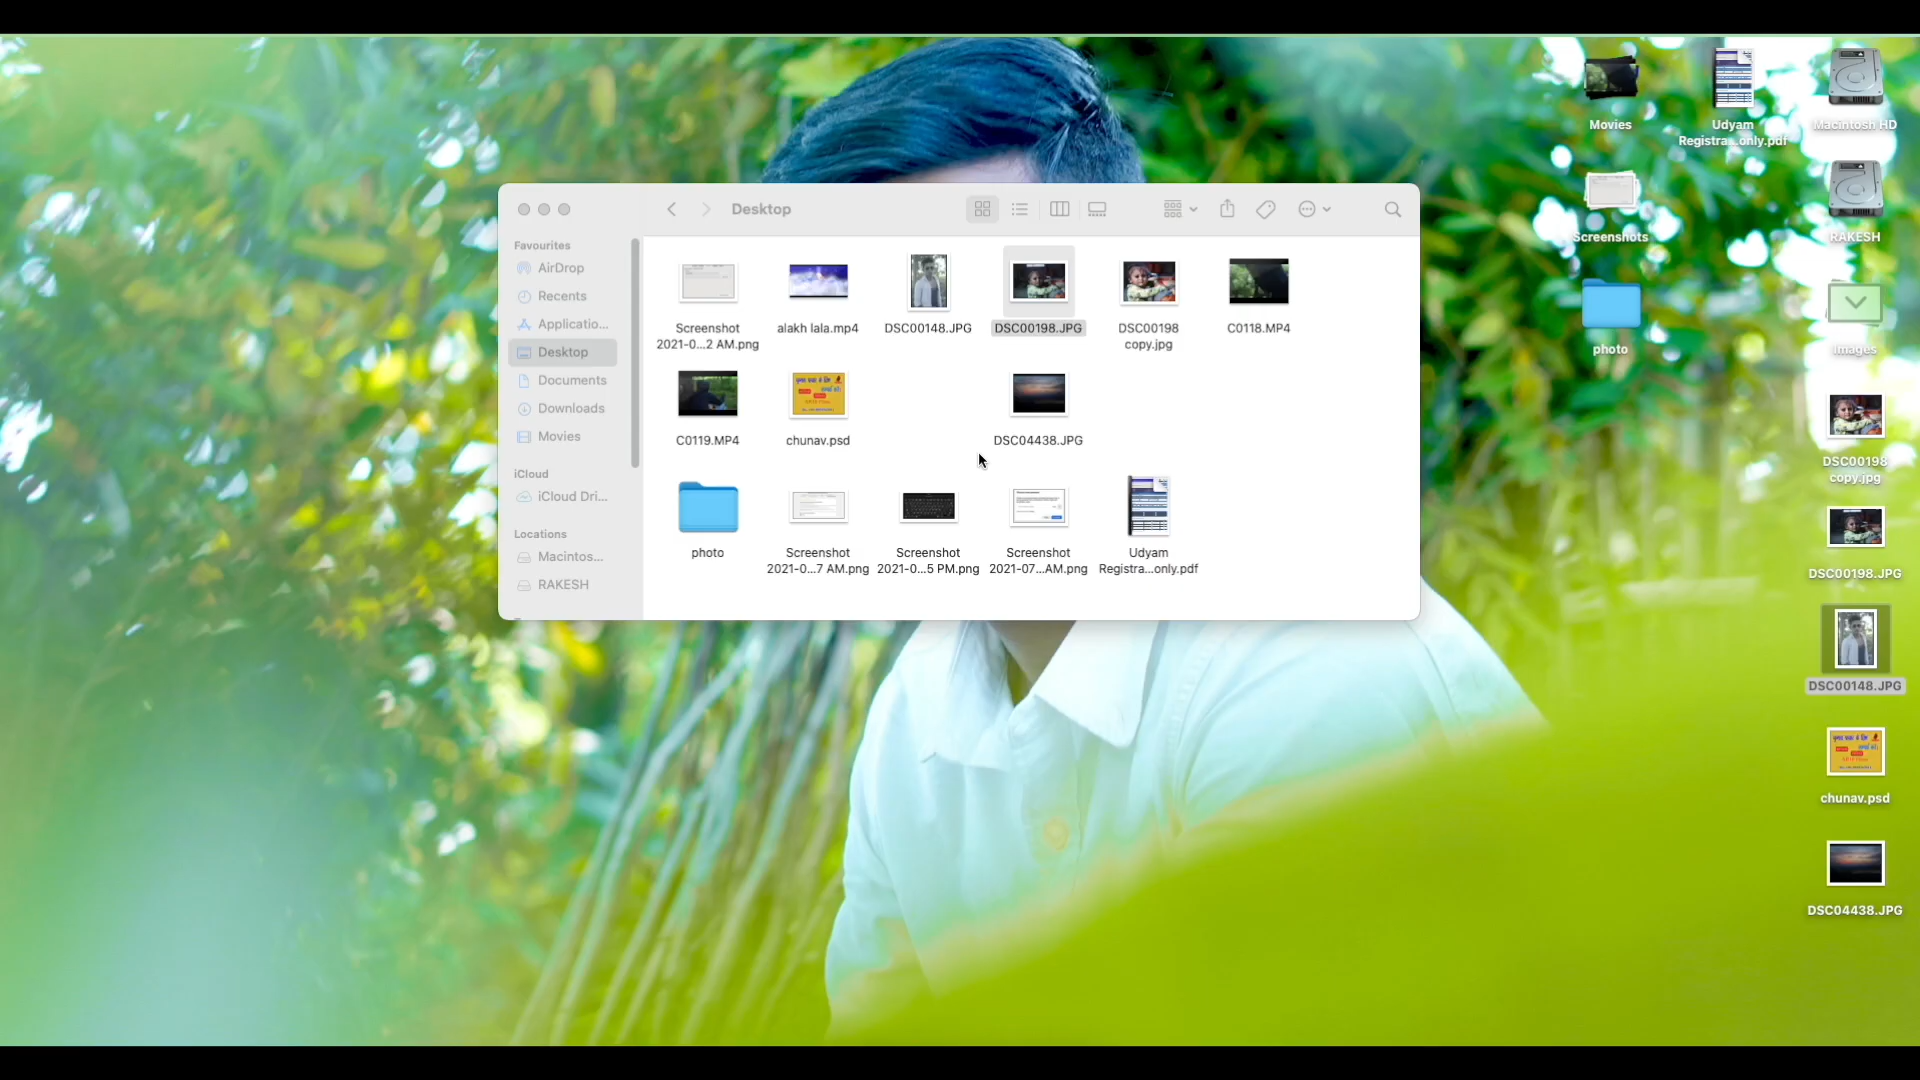 Desktop
Favourites
AirDrop
Recents
Applicatio...
Desktop
Documents
Downloads
Movies
iCloud
iCloud Dri...
Locations
Macintos...
RAKESH
Screenshot
2021-0...2 AM.png
alakh lala.mp4
DSC00148.JPG
DSC00198.JPG
DSC00198
copy.jpg
C0118.MP4
C0119.MP4
chunav.psd
DSC04438.JPG
photo
Screenshot
2021-0...7 AM.png
Screenshot
2021-0...5 PM.png
Screenshot
2021-07...AM.png
Udyam
Registra...only.pdf
Movies
Udyam
Registra...only.pdf
Macintosh HD
Screenshots
RAKESH
photo
Images
DSC00198
copy.jpg
DSC00198.JPG
DSC00148.JPG
chunav.psd
DSC04438.JPG